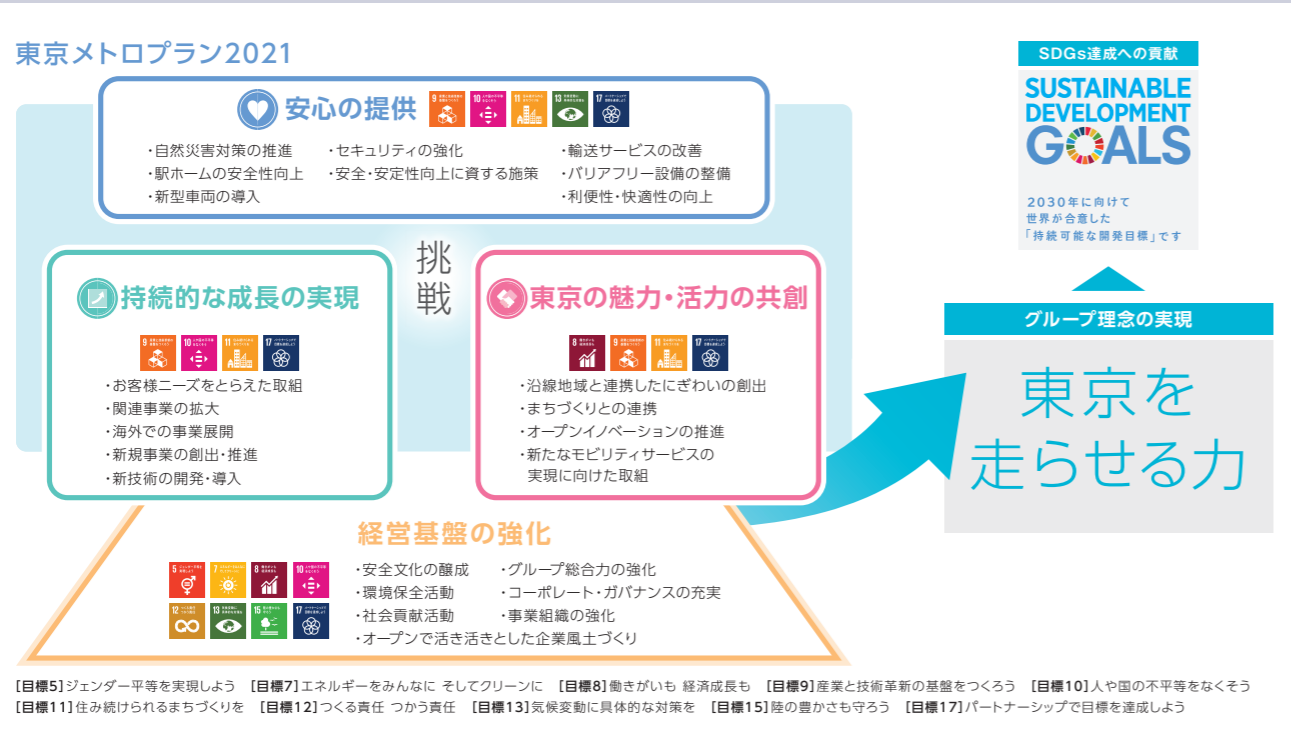 東京メトロプラン2021
安心の提供
9 10 11 13 17
・自然災害対策の推進
・駅ホームの安全性向上
・新型車両の導入
・セキュリティの強化
・安全・安定性向上に資する施策
・輸送サービスの改善
・バリアフリー設備の整備
・利便性・快適性の向上
挑
戦
持続的な成長の実現
9 10 11 17
・お客様ニーズをとらえた取組
・関連事業の拡大
・海外での事業展開
・新規事業の創出・推進
・新技術の開発・導入
東京の魅力・活力の共創
8 9 11 17
・沿線地域と連携したにぎわいの創出
・まちづくりとの連携
・オープンイノベーションの推進
・新たなモビリティサービスの
実現に向けた取組
経営基盤の強化
5 7 8 10
12 13 15 17
・安全文化の醸成
・環境保全活動
・社会貢献活動
・オープンで活き活きとした企業風土づくり
・グループ総合力の強化
・コーポレート・ガバナンスの充実
・事業組織の強化
SDGs達成への貢献
SUSTAINABLE
DEVELOPMENT
GOALS
2030年に向けて
世界が合意した
「持続可能な開発目標」です
グループ理念の実現
東京を
走らせる力
[目標5]ジェンダー平等を実現しよう [目標7]エネルギーをみんなに そしてクリーンに [目標8]働きがいも 経済成長も [目標9]産業と技術革新の基盤をつくろう [目標10]人や国の不平等をなくそう
[目標11]住み続けられるまちづくりを [目標12]つくる責任 つかう責任 [目標13]気候変動に具体的な対策を [目標15]陸の豊かさも守ろう [目標17]パートナーシップで目標を達成しよう